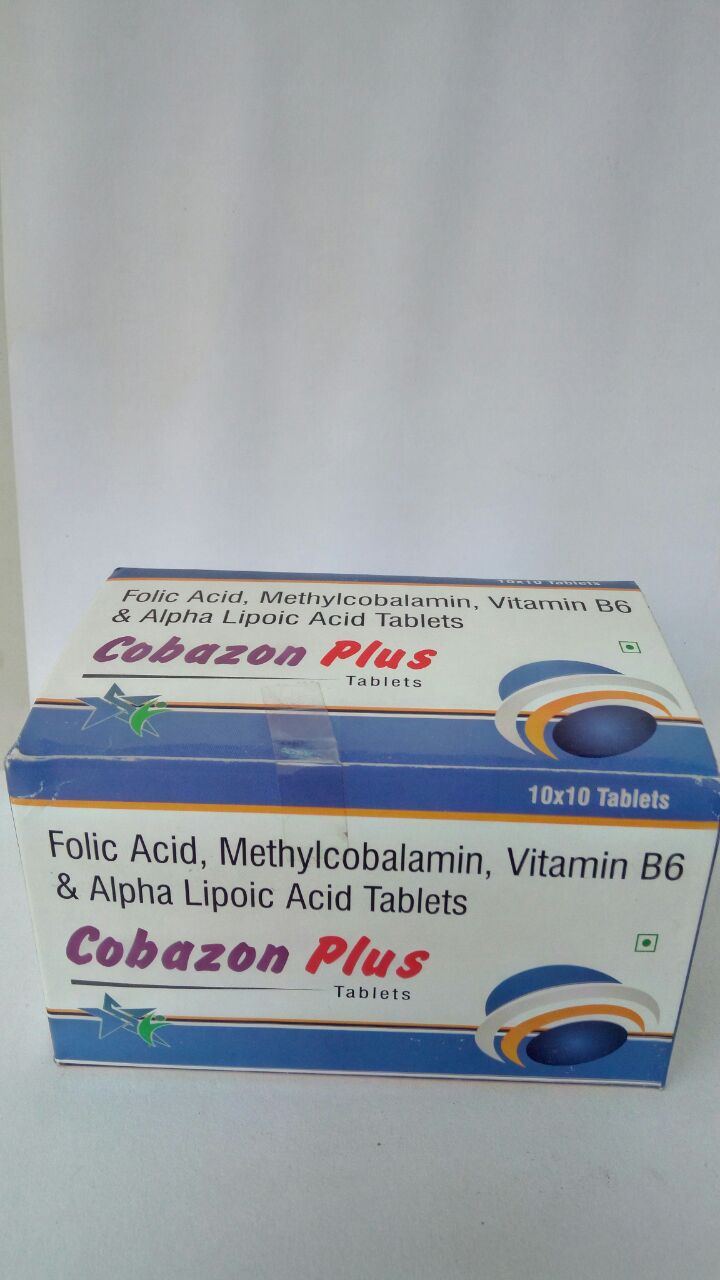 10x10 Tablets
Folic Acid, Methylcobalamin, Vitamin B6
& Alpha Lipoic Acid Tablets
Cobazon Plus
Tablets
10x10 Tablets
Folic Acid, Methylcobalamin, Vitamin B6
& Alpha Lipoic Acid Tablets
Cobazon Plus
Tablets